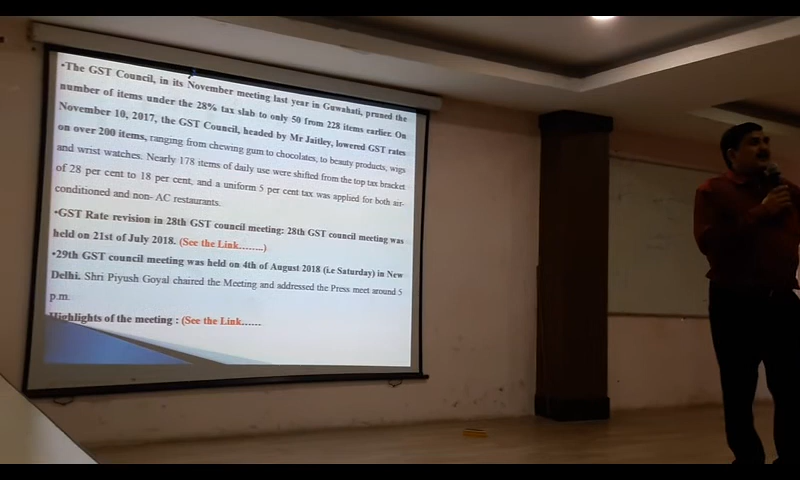 •The GST Council, in its November meeting last year in Guwahati, pruned the
number of items under the 28% tax slab to only 50 from 228 items earlier. On
November 10, 2017, the GST Council, headed by Mr Jaitley, lowered GST rates
on over 200 items, ranging from chewing gum to chocolates, to beauty products, wigs
and wrist watches. Nearly 178 items of daily use were shifted from the top tax bracket
of 28 per cent to 18 per cent, and a uniform 5 per cent tax was applied for both air-
conditioned and non- AC restaurants.
•GST Rate revision in 28th GST council meeting: 28th GST council meeting was
held on 21st of July 2018. (See the Link........)
•29th GST council meeting was held on 4th of August 2018 (i.e Saturday) in New
Delhi. Shri Piyush Goyal chaired the Meeting and addressed the Press meet around 5
p.m.
Highlights of the meeting : (See the Link......